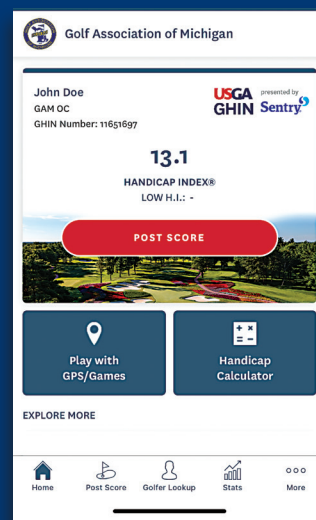 Golf Association of Michigan
John Doe
GAM OC
GHIN Number: 11651697
USGA
GHIN
presented by
Sentry
13.1
HANDICAP INDEX®
LOW H.I.: -
POST SCORE
Play with
GPS/Games
Handicap
Calculator
EXPLORE MORE
Home
Post Score
Golfer Lookup
Stats
More